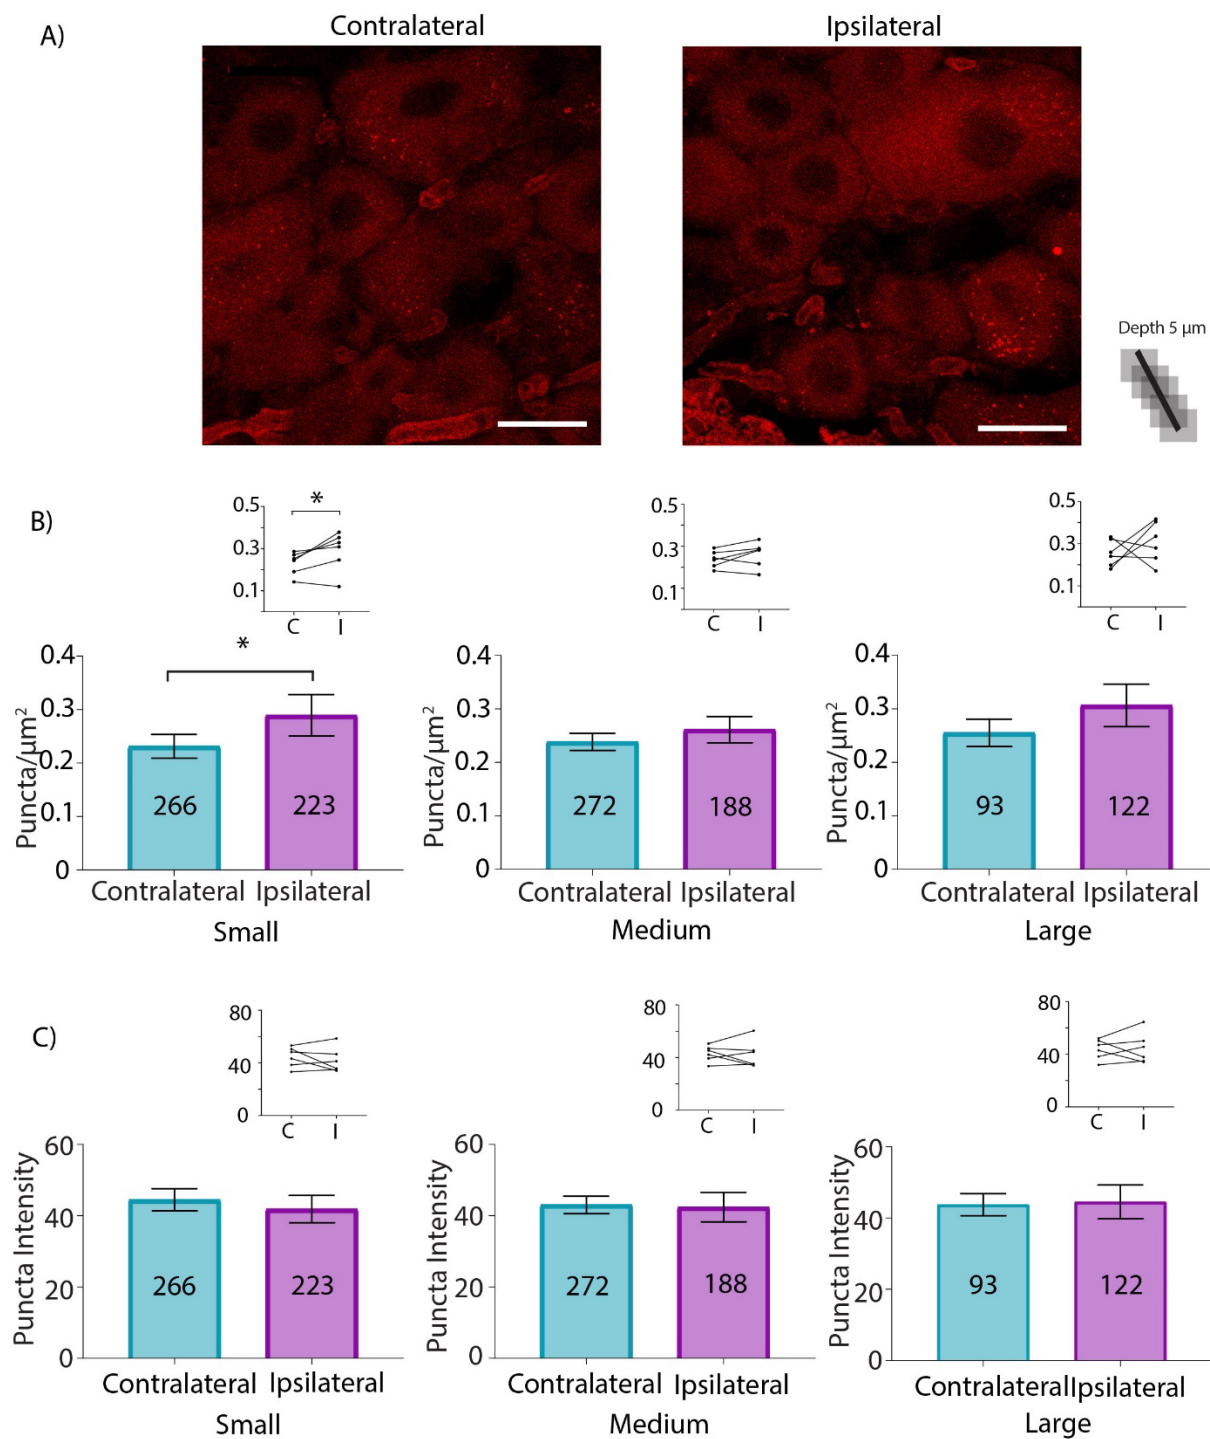 A)
Contralateral
Ipsilateral
Depth 5 μm
B)
0.5
0.3
0.1
*
C I
0.5
0.3
0.1
C I
0.5
0.3
0.1
C I
Puncta/μm²
0.4
0.3
0.2
0.1
0
*
266
223
Contralateral Ipsilateral
Small
Puncta/μm²
0.4
0.3
0.2
0.1
0
272
188
Contralateral Ipsilateral
Medium
Puncta/μm²
0.4
0.3
0.2
0.1
0
93
122
Contralateral Ipsilateral
Large
C)
80
40
0
C I
80
40
0
C I
80
40
0
C I
Puncta Intensity
60
40
20
0
266
223
Contralateral Ipsilateral
Small
Puncta Intensity
60
40
20
0
272
188
Contralateral Ipsilateral
Medium
Puncta Intensity
60
40
20
0
93
122
Contralateral Ipsilateral
Large